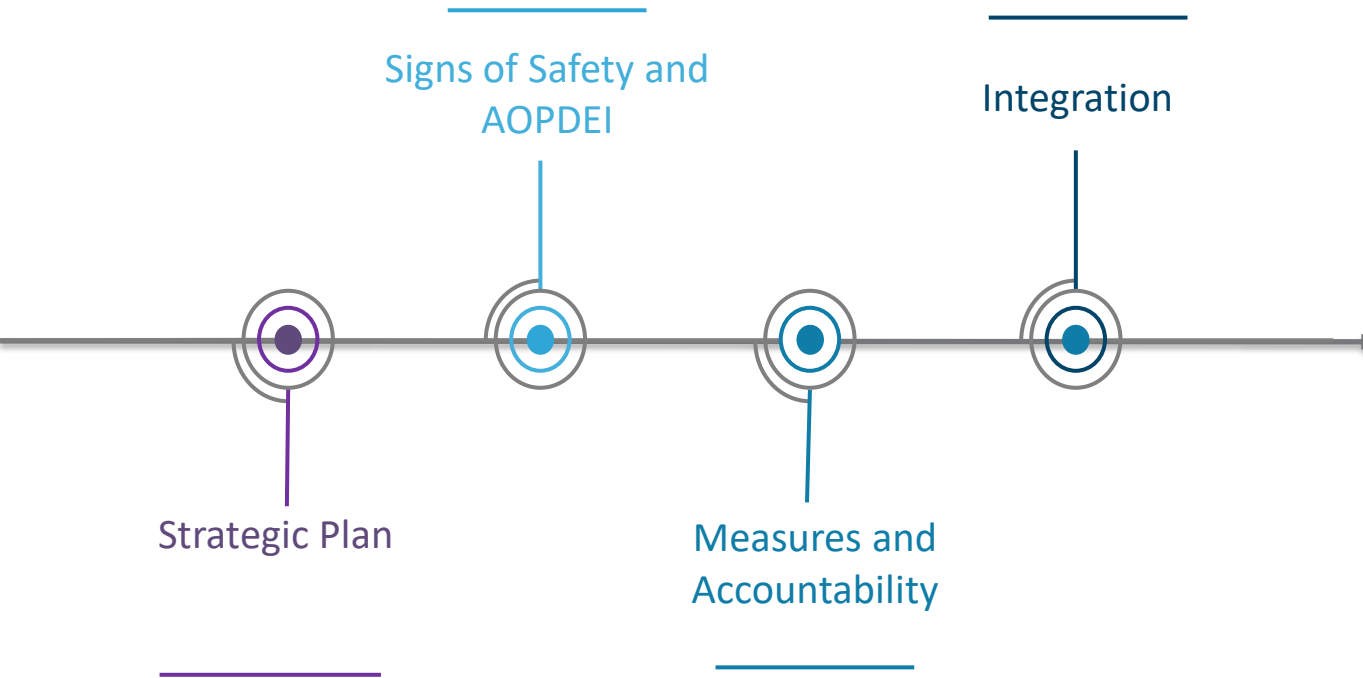 Signs of Safety and
AOPDEI
Integration
Strategic Plan
Measures and
Accountability